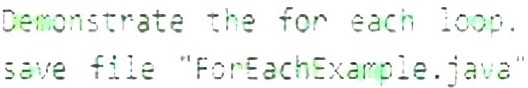 Demonstrate the for each loop.
save file "ForEachExample.java"